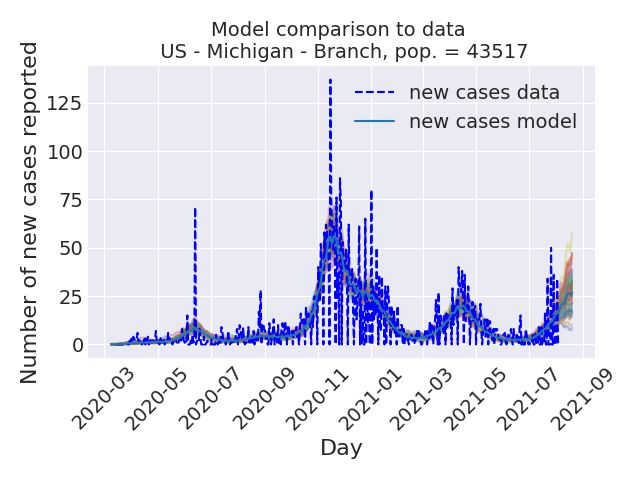 Model comparison to data
US - Michigan - Branch, pop. = 43517
Number of new cases reported
125
100
75
50
25
0
new cases data
new cases model
2020-03
2020-05
2020-07
2020-09
2020-11
2021-01
2021-03
2021-05
2021-07
2021-09
Day